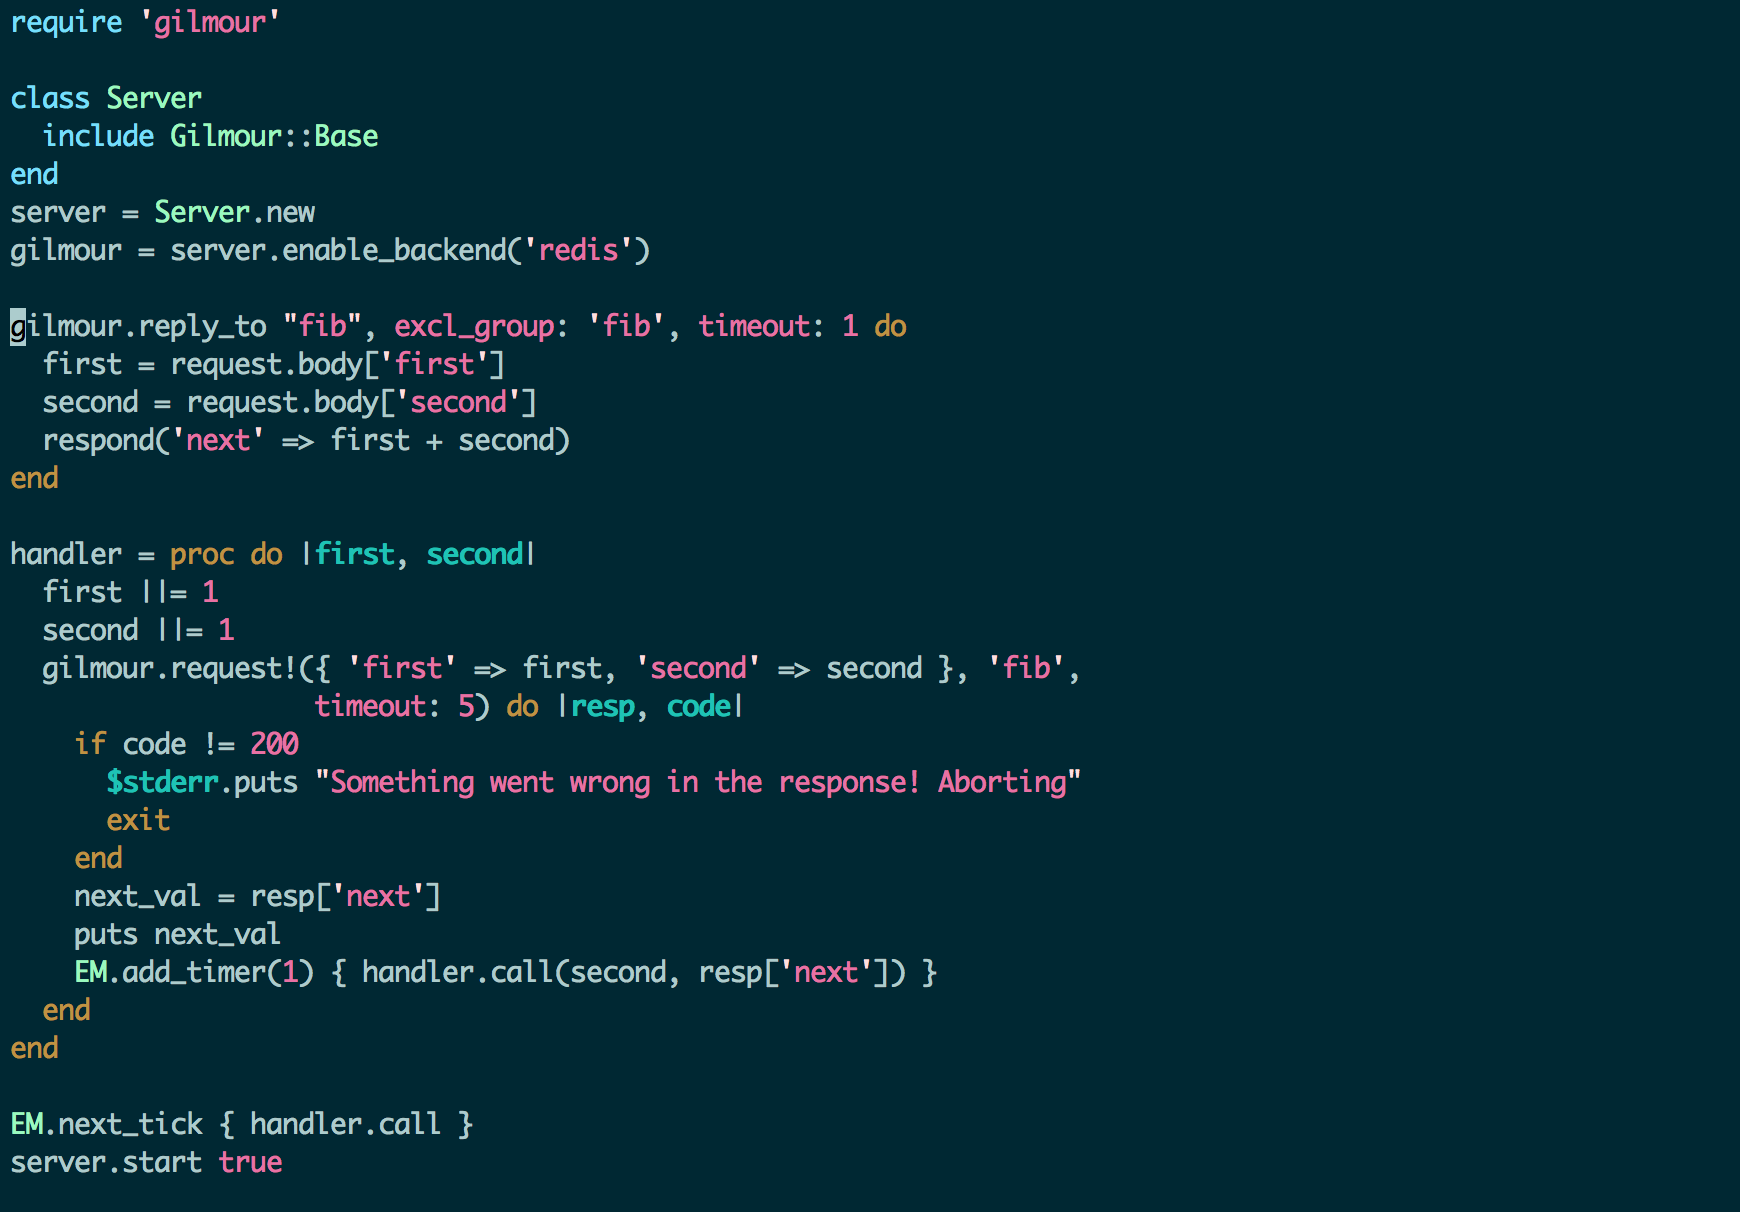 require 'gilmour'

class Server
  include Gilmour::Base
end
server = Server.new
gilmour = server.enable_backend('redis')

gilmour.reply_to "fib", excl_group: 'fib', timeout: 1 do
  first = request.body['first']
  second = request.body['second']
  respond('next' => first + second)
end

handler = proc do |first, second|
  first ||= 1
  second ||= 1
  gilmour.request!({ 'first' => first, 'second' => second }, 'fib',
                   timeout: 5) do |resp, code|
    if code != 200
      $stderr.puts "Something went wrong in the response! Aborting"
      exit
    end
    next_val = resp['next']
    puts next_val
    EM.add_timer(1) { handler.call(second, resp['next']) }
  end
end

EM.next_tick { handler.call }
server.start true